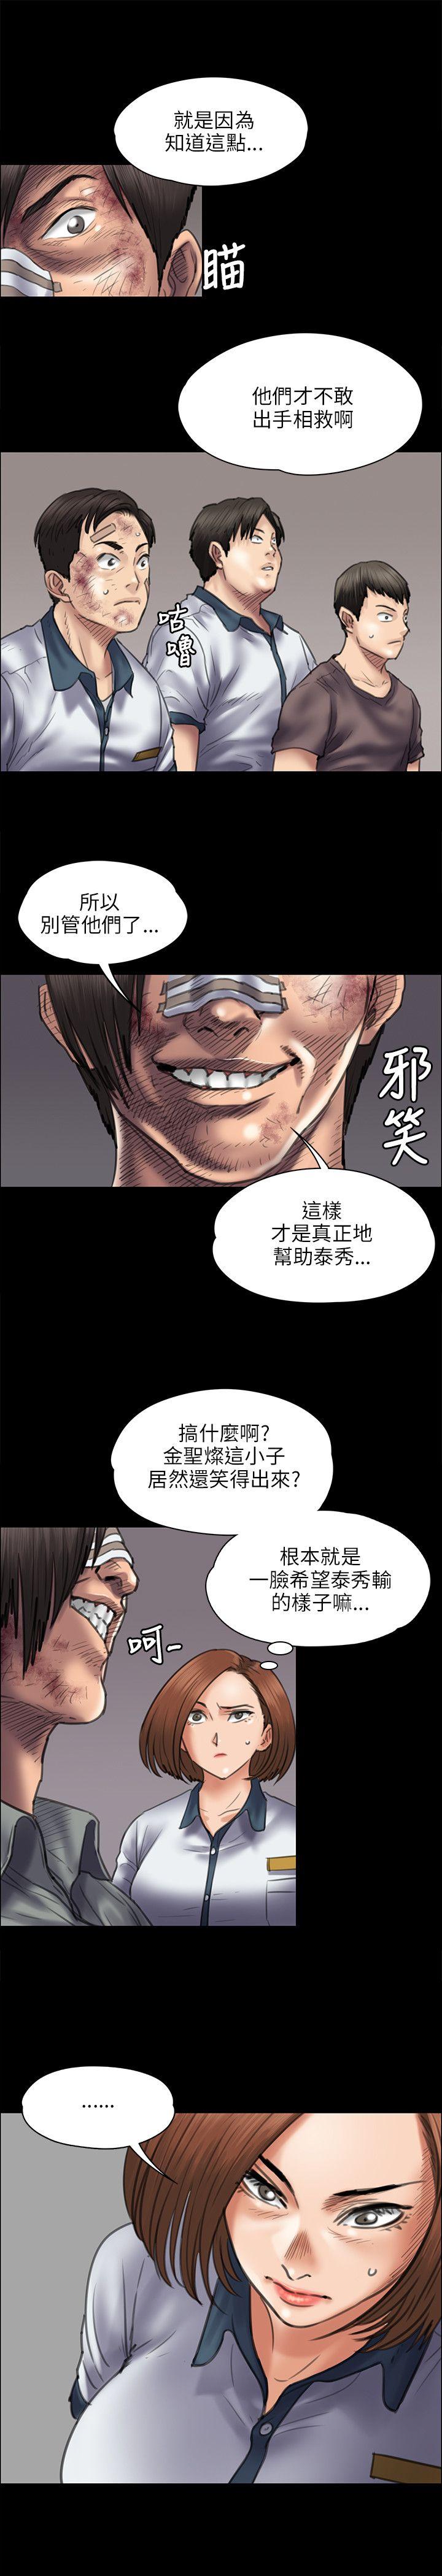 就是因為
知道這點...
瞄
他們才不敢
出手相救啊
咕
嚕
所以
別管他們了...
邪
笑
這樣
才是真正地
幫助泰秀...
搞什麼啊?
金聖燦這小子
居然還笑得出來?
根本就是
一臉希望泰秀輸
的樣子嘛...
呵-
......